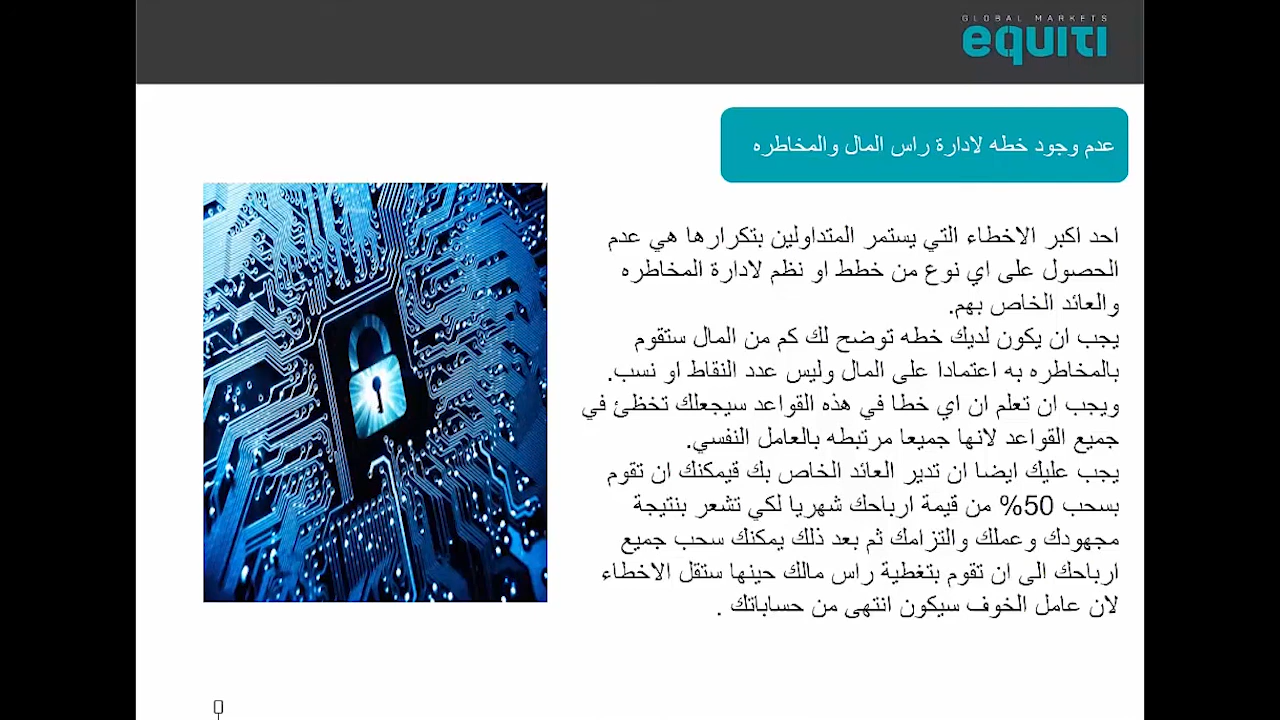 GLOBAL MARKETS
equiti
عدم وجود خطه لادارة راس المال والمخاطره
احد اكبر الاخطاء التي يستمر المتداولين بتكرارها هي عدم
الحصول على اي نوع من خطط او نظم لادارة المخاطره
والعائد الخاص بهم.
يجب ان يكون لديك خطه توضح لك كم من المال ستقوم
بالمخاطره به اعتمادا على المال وليس عدد النقاط او نسب.
ويجب ان تعلم ان اي خطا في هذه القواعد سيجعلك تخظئ في
جميع القواعد لانها جميعا مرتبطه بالعامل النفسي.
يجب عليك ايضا ان تدير العائد الخاص بك قيمكنك ان تقوم
بسحب 50% من قيمة ارباحك شهريا لكي تشعر بنتيجة
مجهودك وعملك والتزامك ثم بعد ذلك يمكنك سحب جميع
ارباحك الى ان تقوم بتغطية راس مالك حينها ستقل الاخطاء
لان عامل الخوف سيكون انتهى من حساباتك .